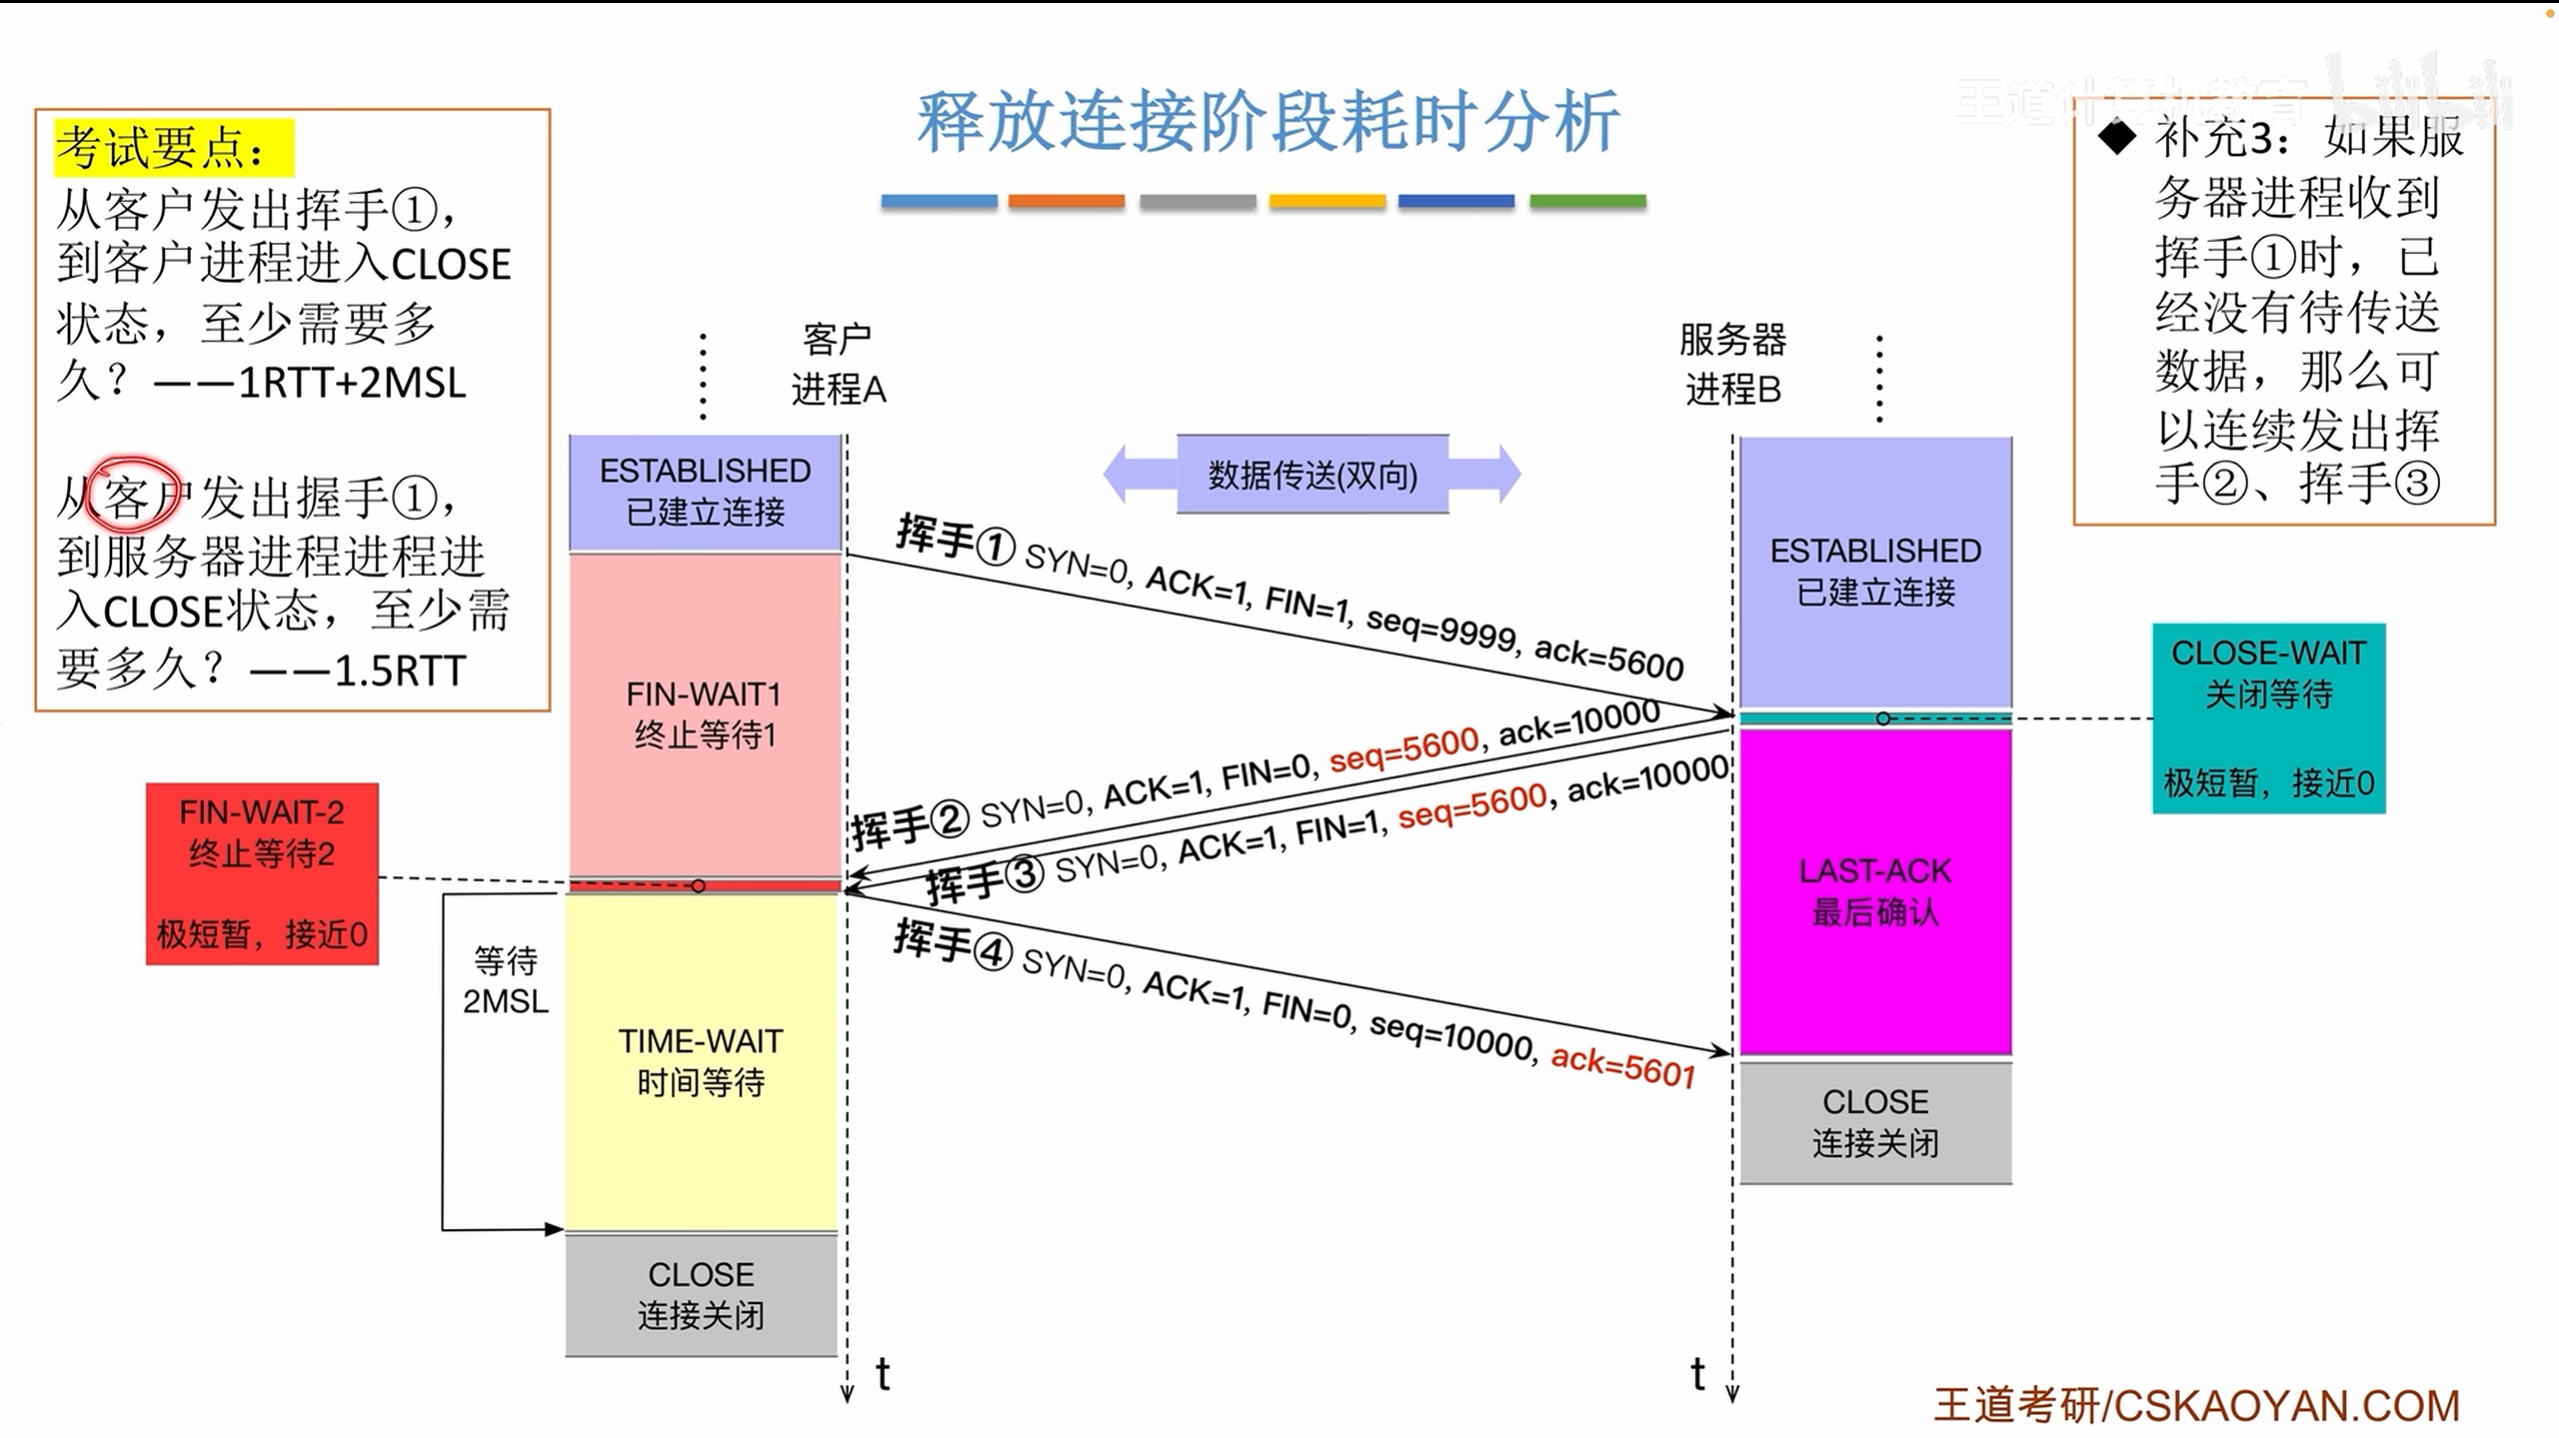 释放连接阶段耗时分析
王道计算机教育
bilibili
考试要点：
从客户发出挥手①，
到客户进程进入CLOSE
状态，至少需要多
久？——1RTT+2MSL
从客户发出握手①，
到服务器进程进程进
入CLOSE状态，至少需
要多久？——1.5RTT
◆ 补充3：如果服
务器进程收到
挥手①时，已
经没有待传送
数据，那么可
以连续发出挥
手②、挥手③
客户
进程A
服务器
进程B
ESTABLISHED
已建立连接
数据传送(双向)
ESTABLISHED
已建立连接
挥手① SYN=0, ACK=1, FIN=1, seq=9999, ack=5600
FIN-WAIT1
终止等待1
CLOSE-WAIT
关闭等待
极短暂，接近0
挥手② SYN=0, ACK=1, FIN=0, seq=5600, ack=10000
挥手③ SYN=0, ACK=1, FIN=1, seq=5600, ack=10000
FIN-WAIT-2
终止等待2
极短暂，接近0
LAST-ACK
最后确认
挥手④ SYN=0, ACK=1, FIN=0, seq=10000, ack=5601
等待
2MSL
TIME-WAIT
时间等待
CLOSE
连接关闭
CLOSE
连接关闭
t
t
王道考研/CSKAOYAN.COM